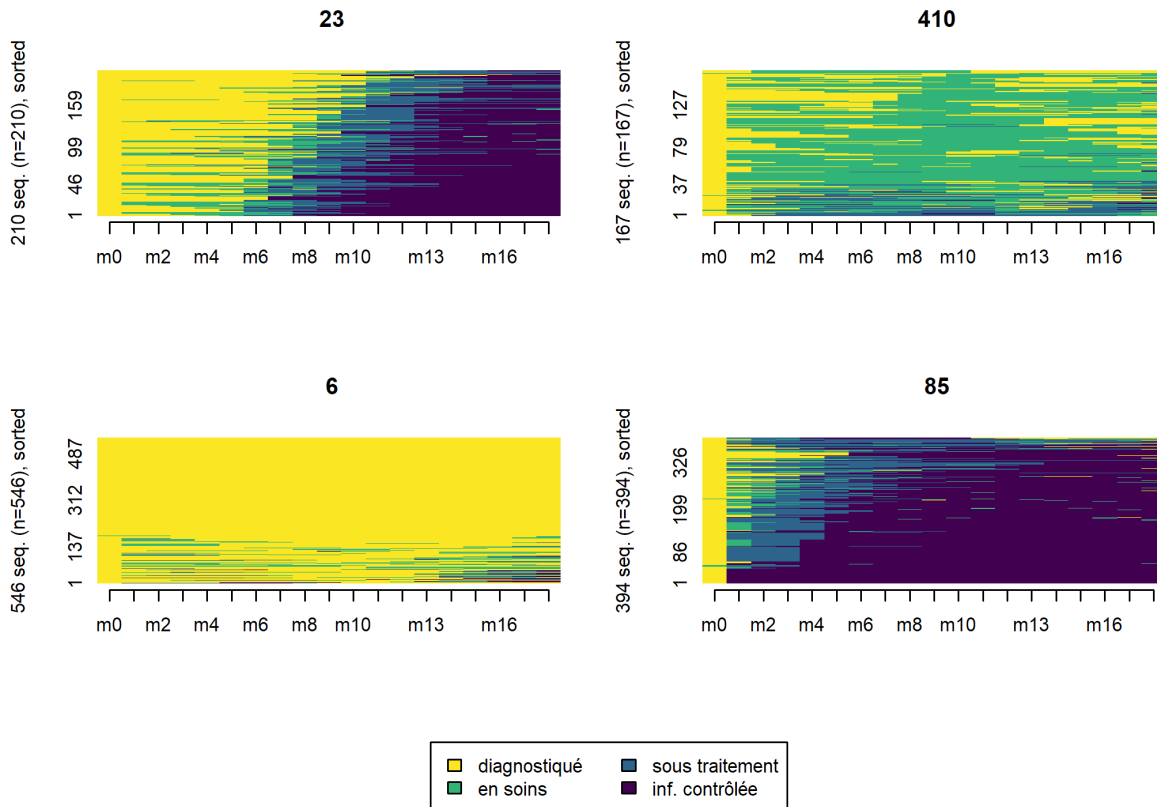 23
210 seq. (n=210), sorted
1 46 99 159
m0 m2 m4 m6 m8 m10 m13 m16
410
167 seq. (n=167), sorted
1 37 79 127
m0 m2 m4 m6 m8 m10 m13 m16
6
546 seq. (n=546), sorted
1 137 312 487
m0 m2 m4 m6 m8 m10 m13 m16
85
394 seq. (n=394), sorted
1 86 199 326
m0 m2 m4 m6 m8 m10 m13 m16
diagnostiqué
en soins
sous traitement
inf. contrôlée